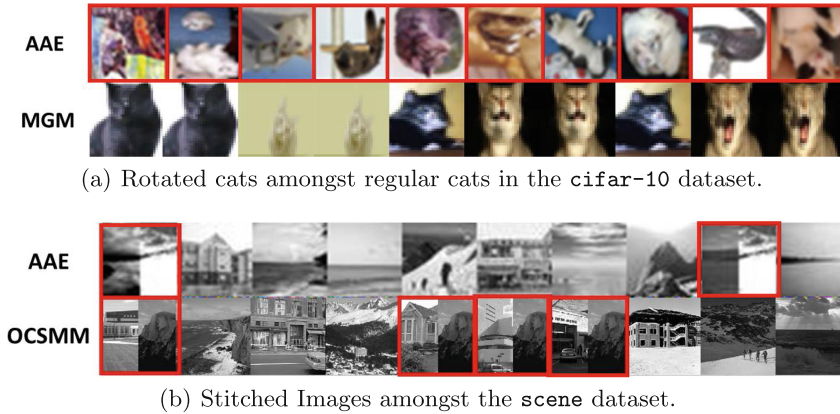 AAE
MGM
(a) Rotated cats amongst regular cats in the cifar-10 dataset.
AAE
OCSMM
(b) Stitched Images amongst the scene dataset.